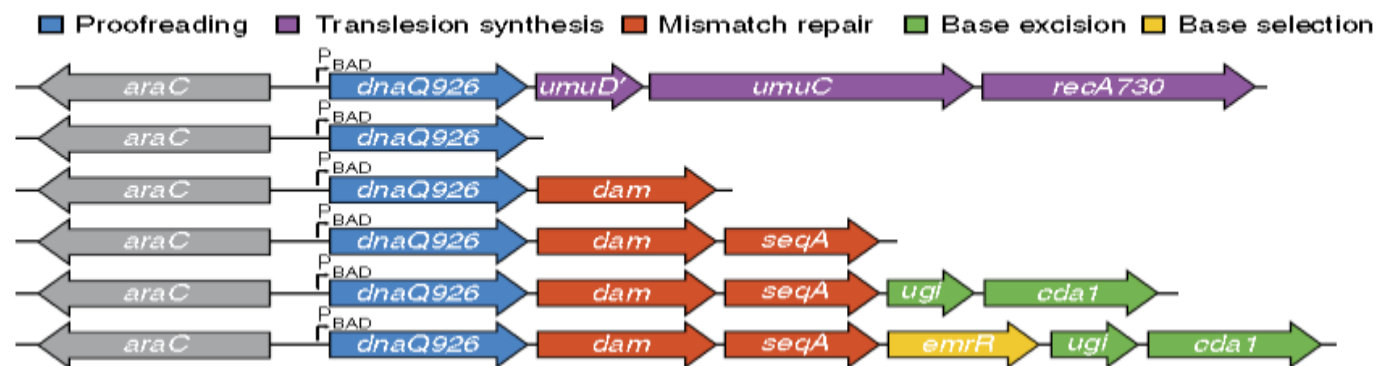 Proofreading Translesion synthesis Mismatch repair Base excision Base selection
araC PBAD dnaQ926 umuD' umuC recA730
araC PBAD dnaQ926
araC PBAD dnaQ926 dam
araC PBAD dnaQ926 dam seqA
araC PBAD dnaQ926 dam seqA ugi cda1
araC PBAD dnaQ926 dam seqA emrR ugi cda1